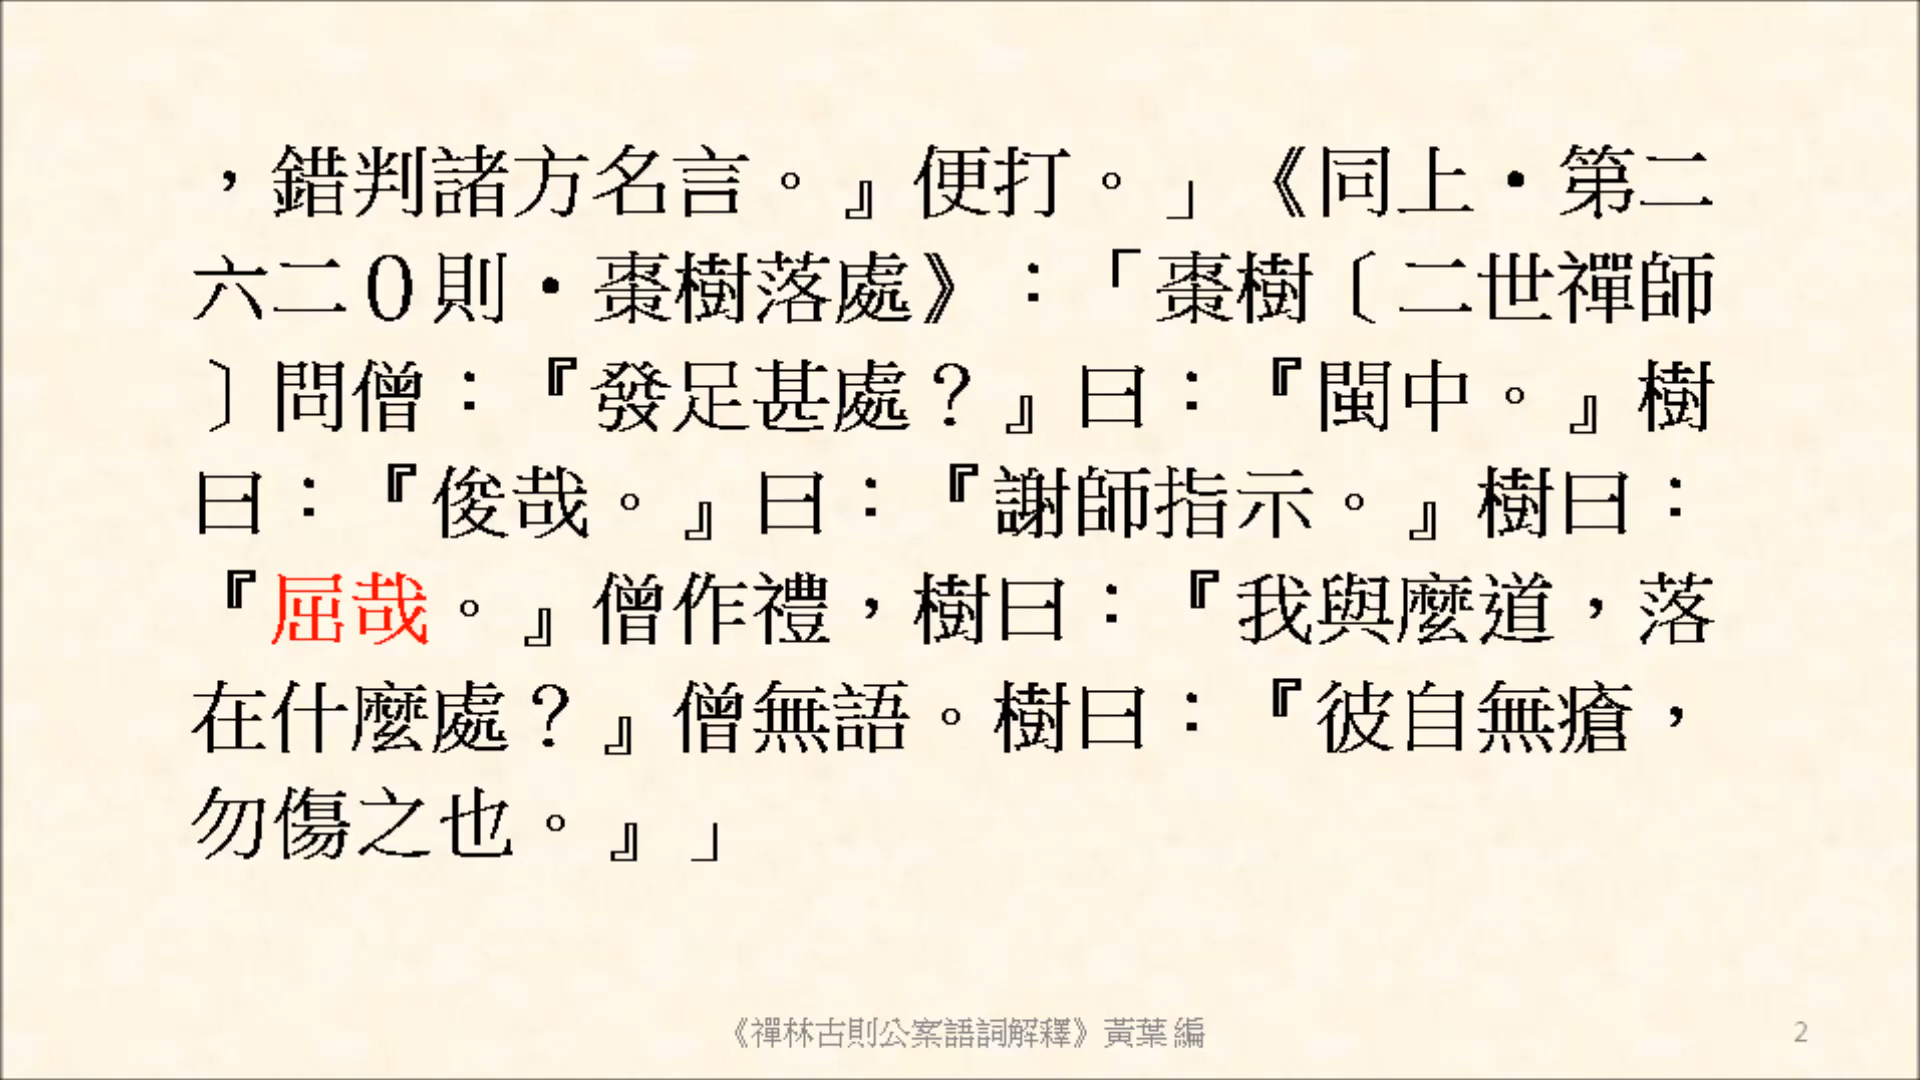 ，錯判諸方名言。』便打。」《同上‧第二
六二０則‧棗樹落處》：「棗樹〔二世禪師
〕問僧：『發足甚處？』曰：『閩中。』樹
曰：『俊哉。』曰：『謝師指示。』樹曰：
『屈哉。』僧作禮，樹曰：『我與麼道，落
在什麼處？』僧無語。樹曰：『彼自無瘡，
勿傷之也。』」
《禪林古則公案語詞解釋》黃葉 編
2